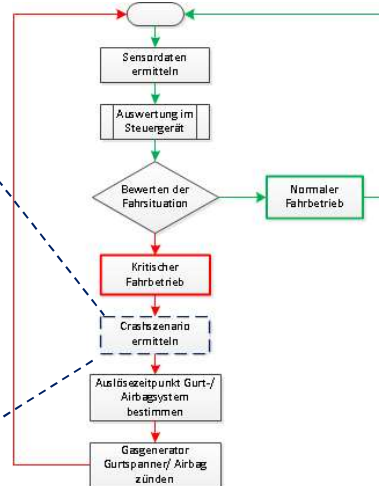 Sensordaten
ermitteln
Auswertung im
Steuergerät
Bewerten der
Fahrsituation
Normaler
Fahrbetrieb
Kritischer
Fahrbetrieb
Crashszenario
ermitteln
Auslösezeitpunkt Gurt-/
Airbagsystem
bestimmen
Gasgenerator
Gurtspanner/ Airbag
zünden